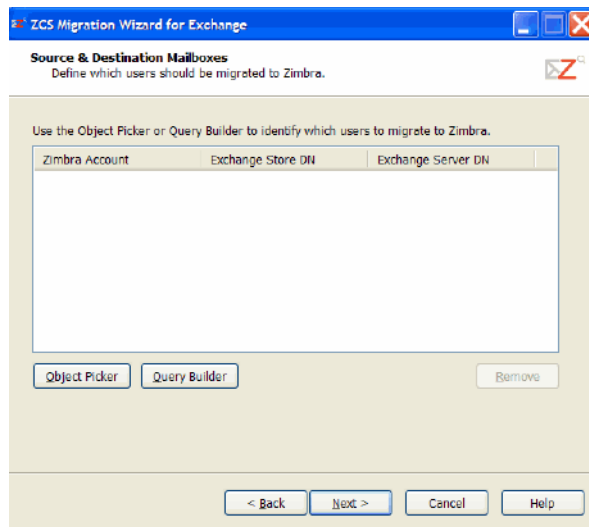 ZCS Migration Wizard for Exchange
Source & Destination Mailboxes
Define which users should be migrated to Zimbra.
Use the Object Picker or Query Builder to identify which users to migrate to Zimbra.
Zimbra Account Exchange Store DN Exchange Server DN
Object Picker Query Builder Remove
< Back Next > Cancel Help